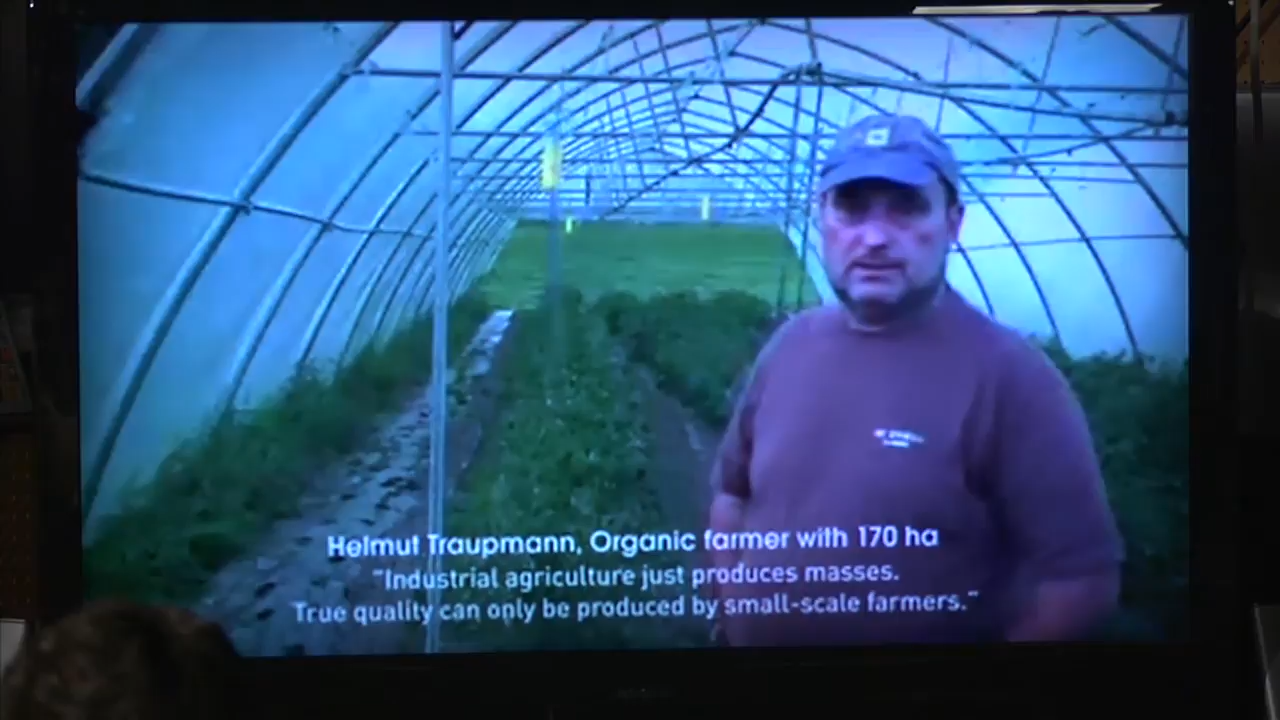 Helmut Traupmann, Organic farmer with 170 ha
"Industrial agriculture just produces masses.
True quality can only be produced by small-scale farmers."